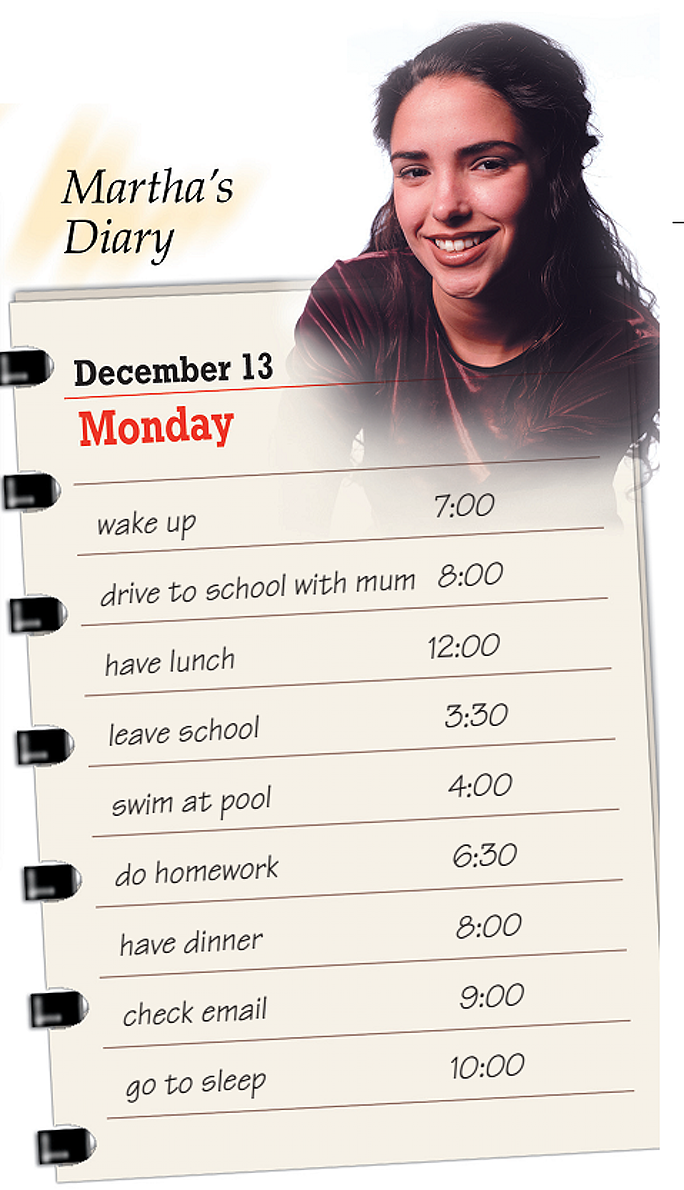 Martha's
Diary
December 13
Monday
wake up 7:00
drive to school with mum 8:00
have lunch 12:00
leave school 3:30
swim at pool 4:00
do homework 6:30
have dinner 8:00
check email 9:00
go to sleep 10:00